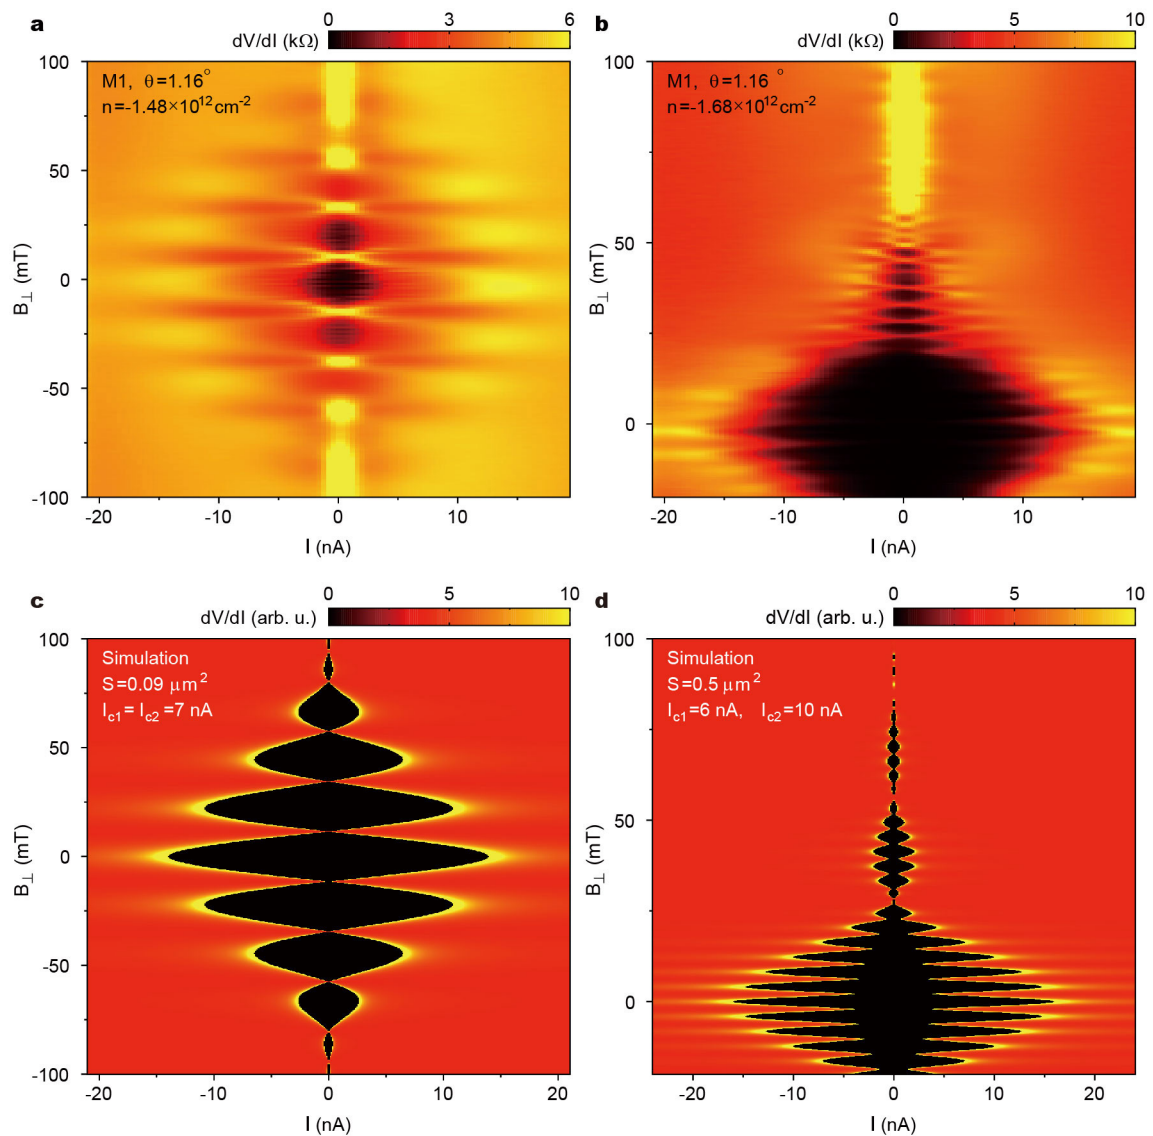 a
dV/dI (kΩ)
0 3 6
M1, θ=1.16°
n=-1.48×10¹²cm⁻²
100
50
0
-50
-100
B⊥ (mT)
-20 -10 0 10
I (nA)
b
dV/dI (kΩ)
0 5 10
M1, θ=1.16 °
n=-1.68×10¹²cm⁻²
100
50
0
B⊥ (mT)
-20 -10 0 10
I (nA)
c
dV/dI (arb. u.)
0 5 10
Simulation
S=0.09 μm²
Ic1= Ic2=7 nA
100
50
0
-50
-100
B⊥ (mT)
-20 -10 0 10 20
I (nA)
d
dV/dI (arb. u.)
0 5 10
Simulation
S=0.5 μm²
Ic1=6 nA, Ic2=10 nA
100
50
0
B⊥ (mT)
-20 -10 0 10 20
I (nA)